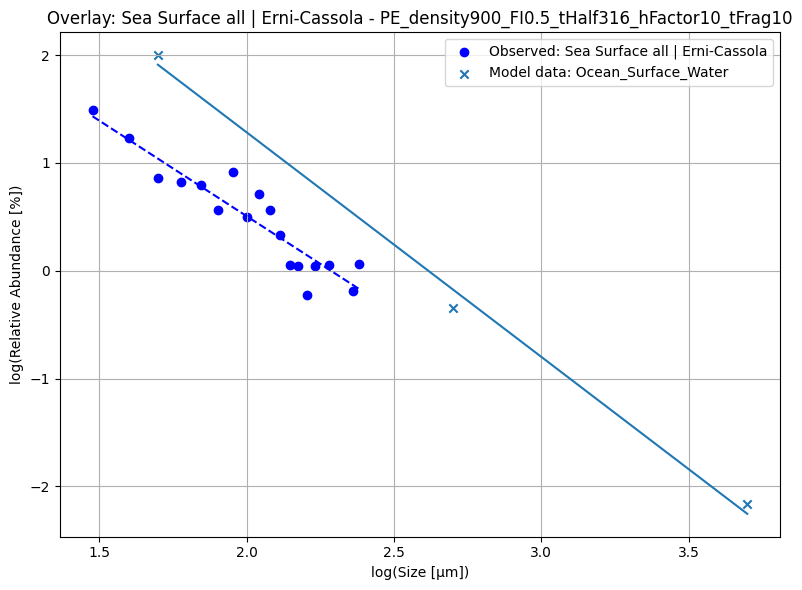 Overlay: Sea Surface all | Erni-Cassola - PE_density900_FI0.5_tHalf316_hFactor10_tFrag10
Observed: Sea Surface all | Erni-Cassola
Model data: Ocean_Surface_Water
log(Relative Abundance [%])
2
1
0
−1
−2
1.5
2.0
2.5
3.0
3.5
log(Size [µm])